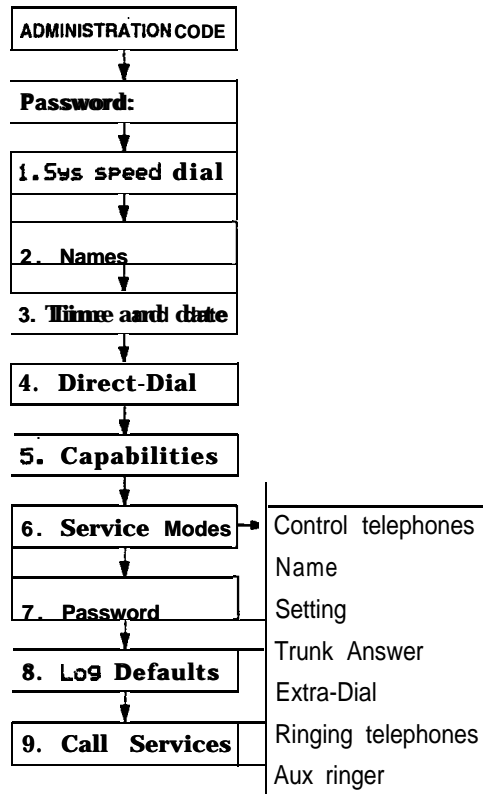 ADMINISTRATION CODE
Password:
1. Sys speed dial
2. Names
3. Time and date
4. Direct-Dial
5. Capabilities
6. Service Modes
7. Password
8. Log Defaults
9. Call Services
Control telephones
Name
Setting
Trunk Answer
Extra-Dial
Ringing telephones
Aux ringer